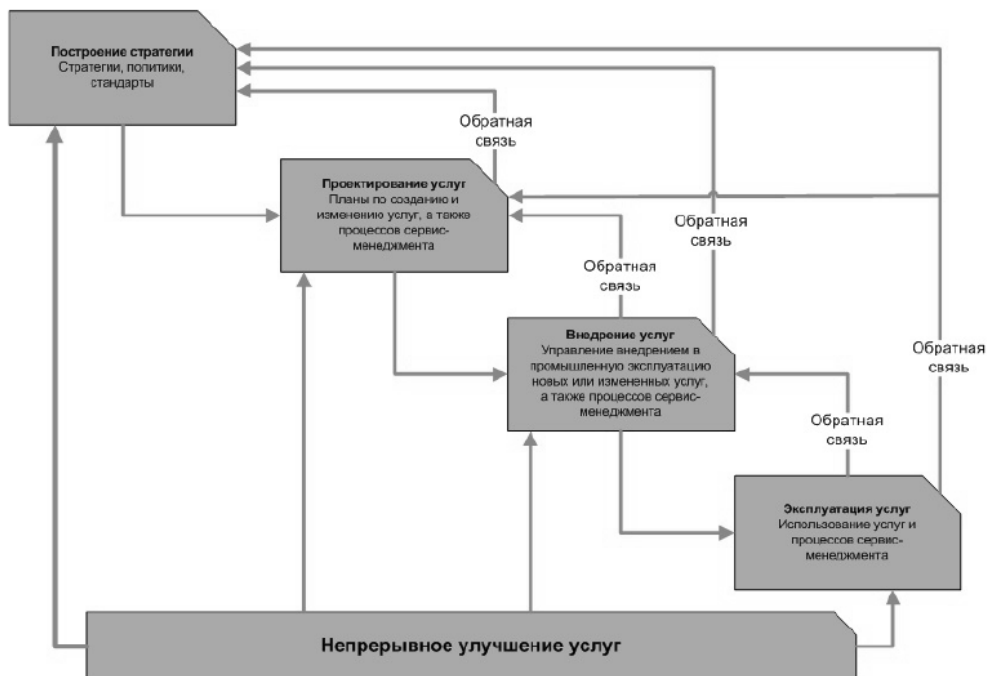 Построение стратегии
Стратегии, политики,
стандарты
Обратная
связь
Проектирование услуг
Планы по созданию и
изменению услуг, а также
процессов сервис-
менеджмента
Обратная
связь
Обратная
связь
Внедрение услуг
Управление внедрением в
промышленную эксплуатацию
новых или измененных услуг,
а также процессов сервис-
менеджмента
Обратная
связь
Обратная
связь
Эксплуатация услуг
Использование услуг и
процессов сервис-
менеджмента
Непрерывное улучшение услуг